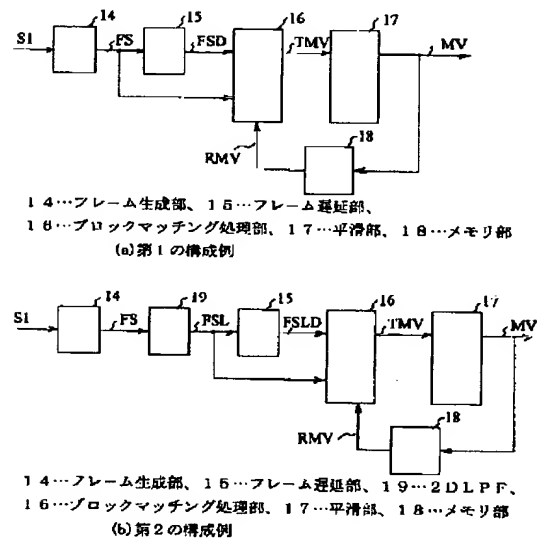 14 15 16 17
S1 FS FSD TMV MV
18
RMV
14…フレーム生成部、15…フレーム遅延部、
16…ブロックマッチング処理部、17…平滑部、18…メモリ部
(a)第1の構成例
14 19 15 16 17
S1 FS FSL FSLD TMV MV
18
RMV
14…フレーム生成部、15…フレーム遅延部、19…2DLPF、
16…ブロックマッチング処理部、17…平滑部、18…メモリ部
(b)第2の構成例